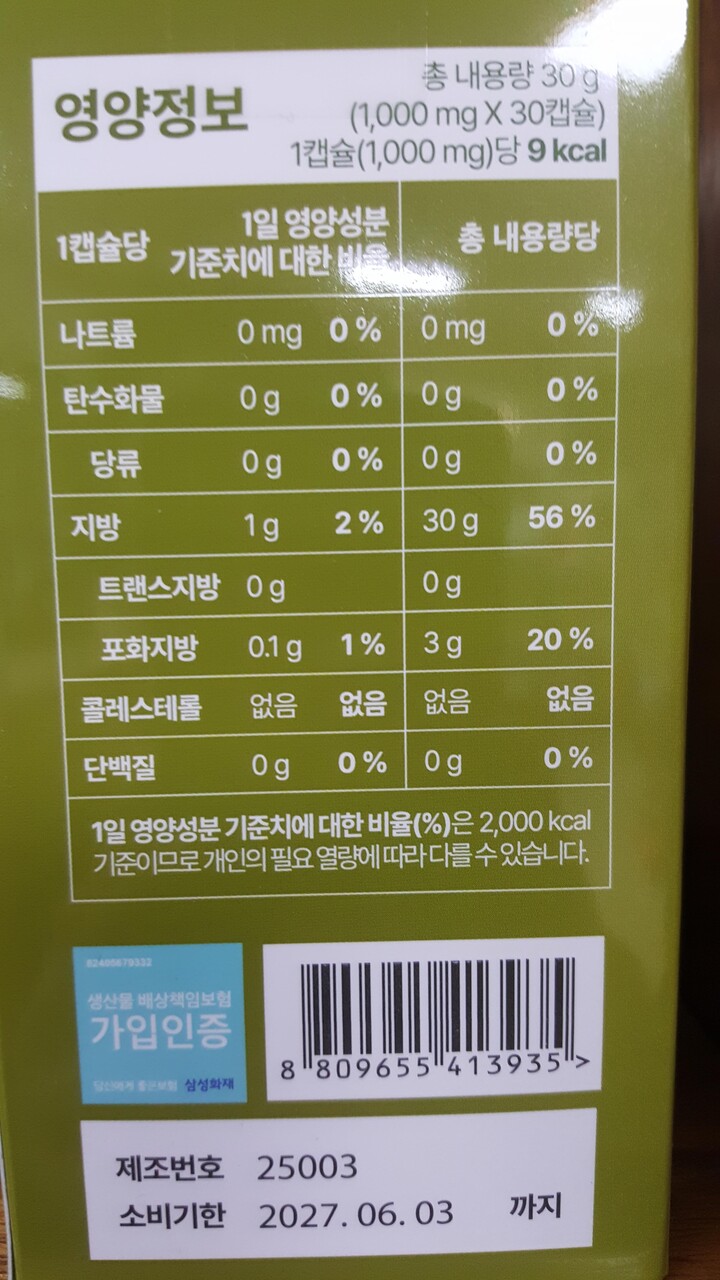 영양정보
총 내용량 30 g
(1,000 mg X 30캡슐)
1캡슐(1,000 mg)당 9 kcal
1캡슐당 1일 영양성분 기준치에 대한 비율 총 내용량당
나트륨 0 mg 0 % 0 mg 0 %
탄수화물 0 g 0 % 0 g 0 %
당류 0 g 0 % 0 g 0 %
지방 1 g 2 % 30 g 56 %
트랜스지방 0 g 0 g
포화지방 0.1 g 1 % 3 g 20 %
콜레스테롤 없음 없음 없음 없음
단백질 0 g 0 % 0 g 0 %
1일 영양성분 기준치에 대한 비율(%)은 2,000 kcal
기준이므로 개인의 필요 열량에 따라 다를 수 있습니다.
생산물 배상책임보험
가입인증
당신에게 좋은보험 삼성화재
8 809655 413935 >
제조번호 25003
소비기한 2027. 06. 03 까지